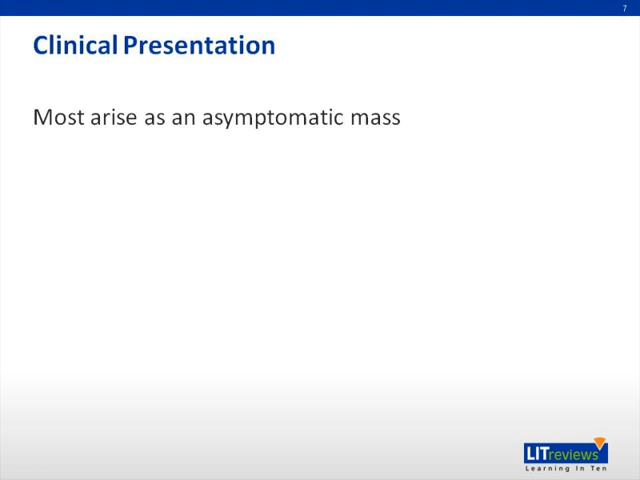 7
Clinical Presentation
Most arise as an asymptomatic mass
LITreviews
Learning In Ten